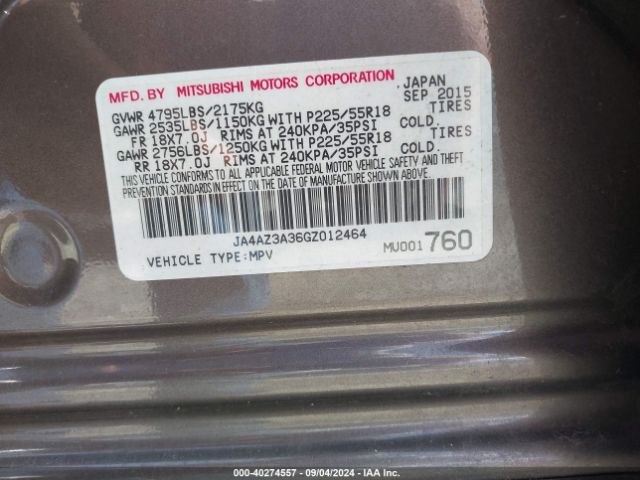 MFD. BY MITSUBISHI MOTORS CORPORATION JAPAN
GVWR 4795LBS/2175KG SEP 2015
GAWR 2535LBS/1150KG WITH P225/55R18 TIRES
FR 18X7.0J RIMS AT 240KPA/35PSI COLD.
GAWR 2756LBS/1250KG WITH P225/55R18 TIRES
RR 18X7.0J RIMS AT 240KPA/35PSI COLD.
THIS VEHICLE CONFORMS TO ALL APPLICABLE FEDERAL MOTOR VEHICLE SAFETY AND THEFT
PREVENTION STANDARDS IN EFFECT ON THE DATE OF MANUFACTURE SHOWN ABOVE.
JA4AZ3A36GZ012464
VEHICLE TYPE:MPV MU001760
000-40274557 - 09/04/2024 - IAA Inc.